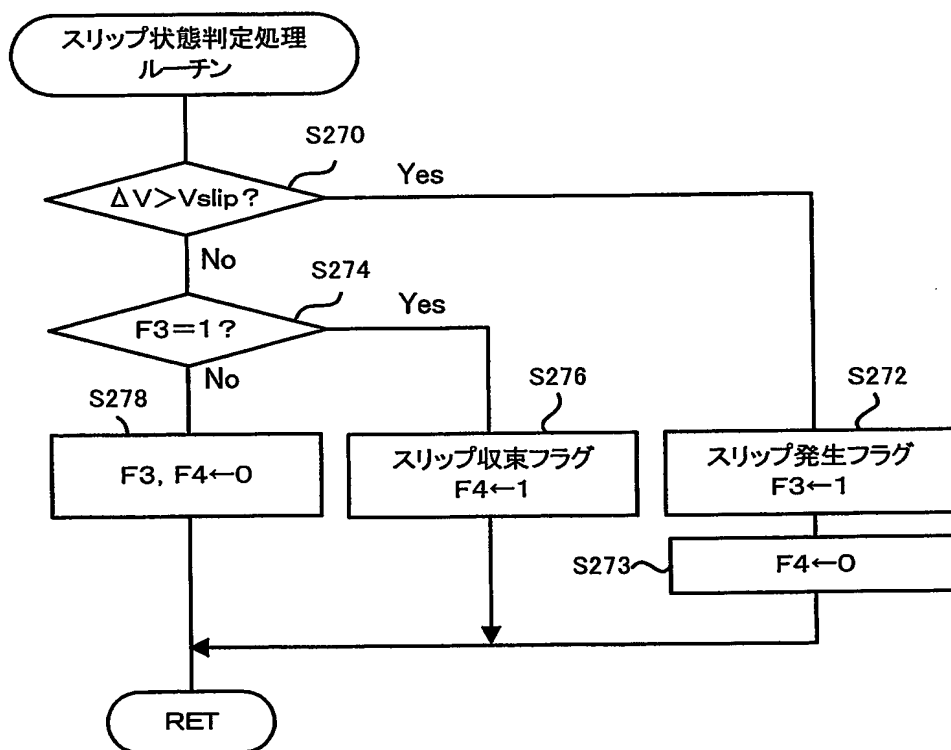 スリップ状態判定処理
ルーチン
S270
ΔV>Vslip?
Yes
No
S274
F3=1?
Yes
No
S278
F3, F4←0
S276
スリップ収束フラグ
F4←1
S272
スリップ発生フラグ
F3←1
S273
F4←0
RET